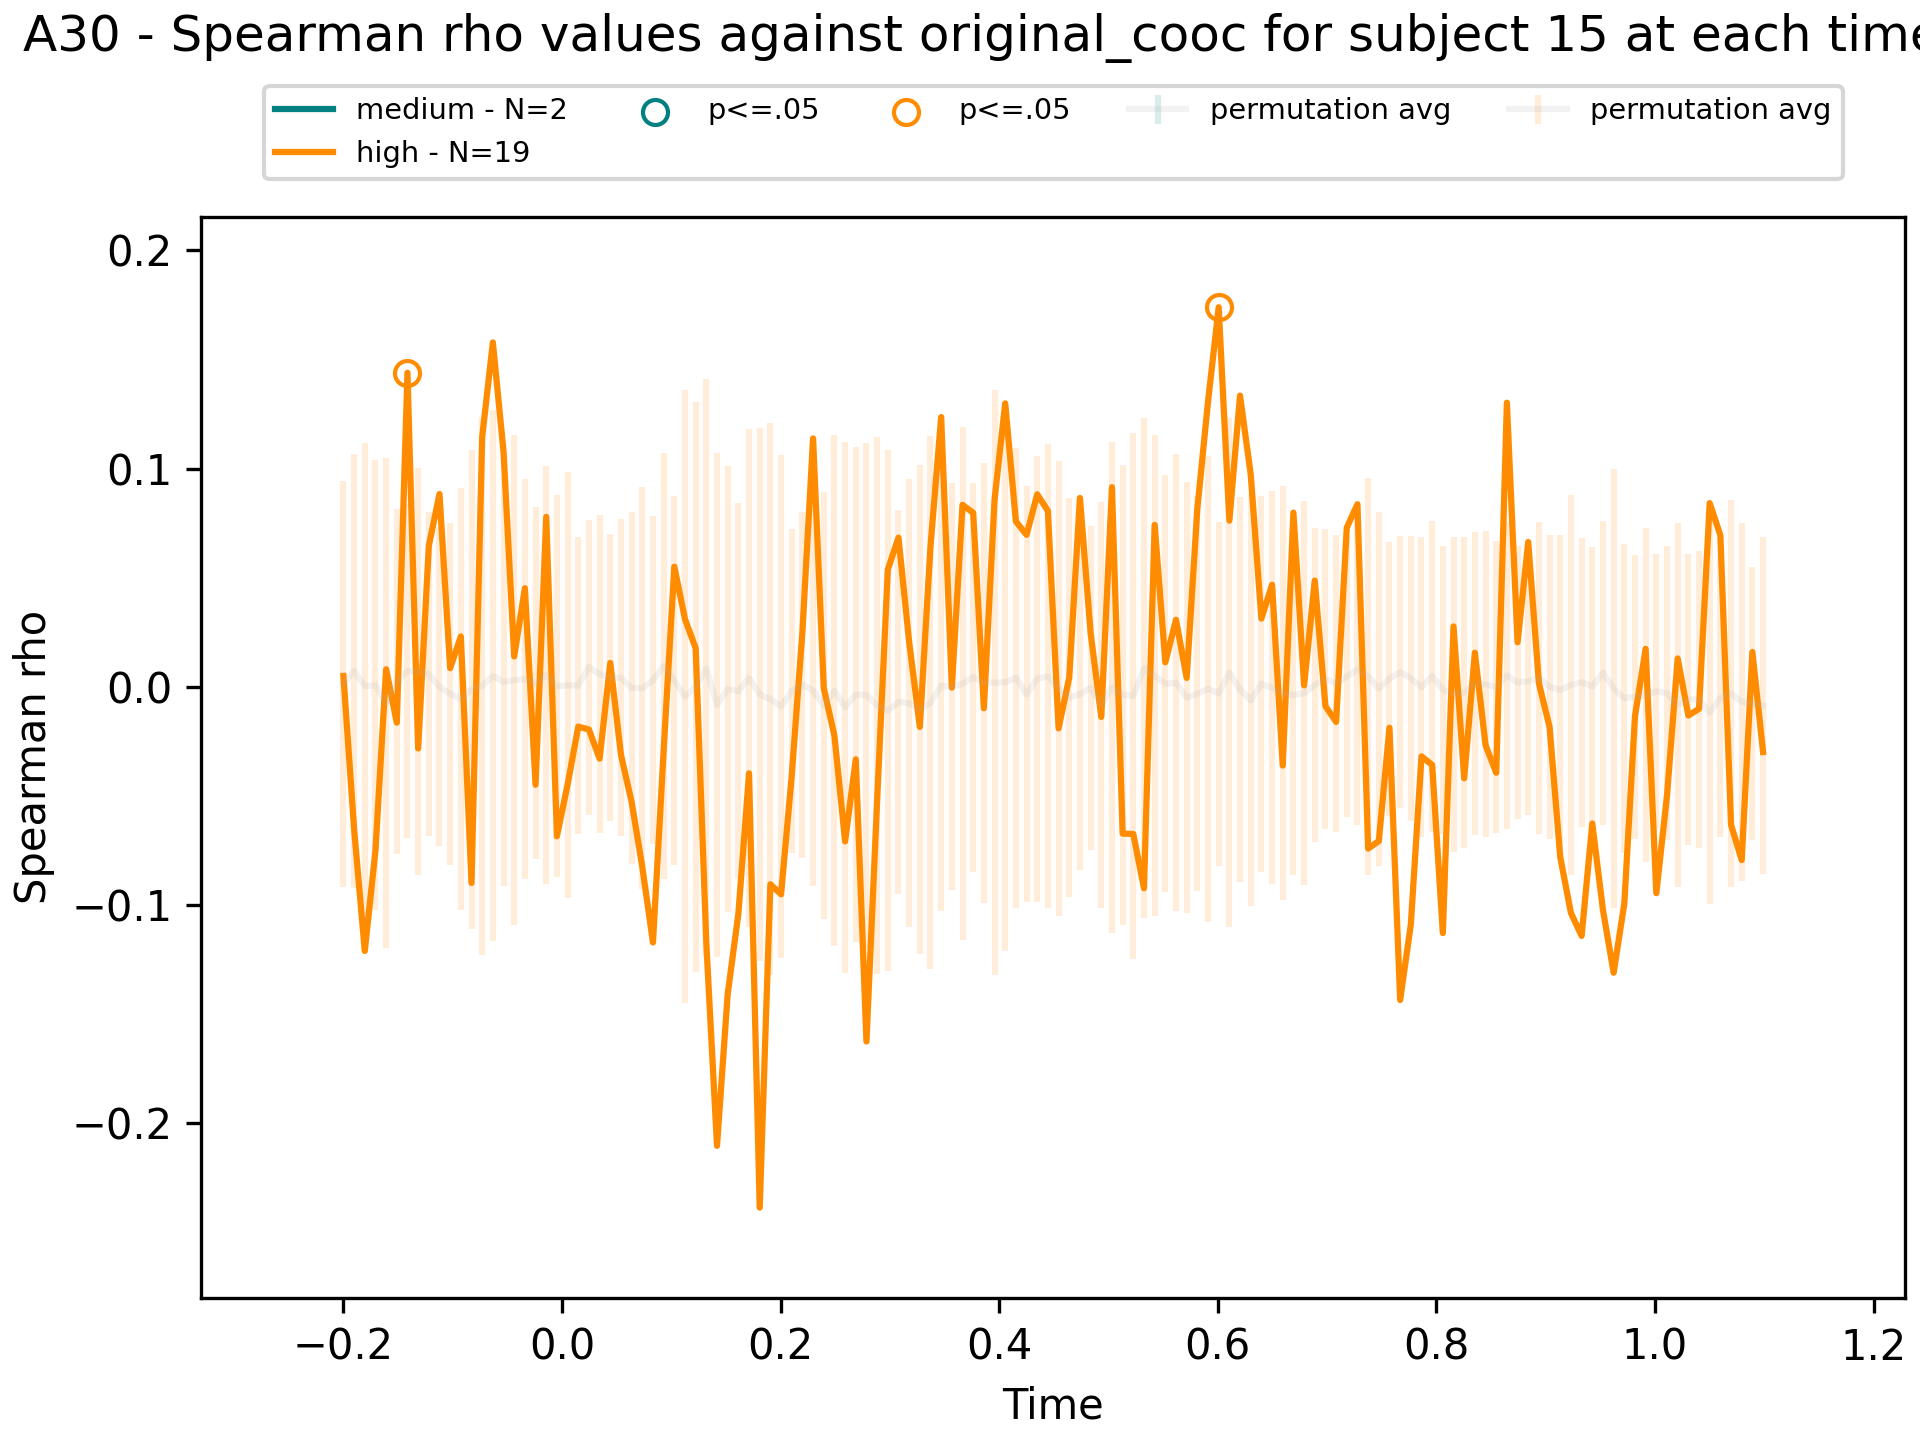 A30 - Spearman rho values against original_cooc for subject 15 at each time
medium - N=2
high - N=19
p<=.05
p<=.05
permutation avg
permutation avg
Spearman rho
0.2
0.1
0.0
−0.1
−0.2
−0.2 0.0 0.2 0.4 0.6 0.8 1.0 1.2
Time